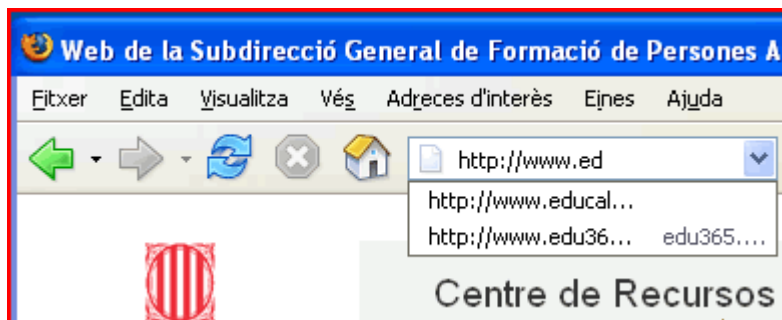 Web de la Subdirecció General de Formació de Persones A
Fitxer Edita Visualitza Vés Adreces d'interès Eines Ajuda
http://www.ed
http://www.educal...
http://www.edu36... edu365....
Centre de Recursos